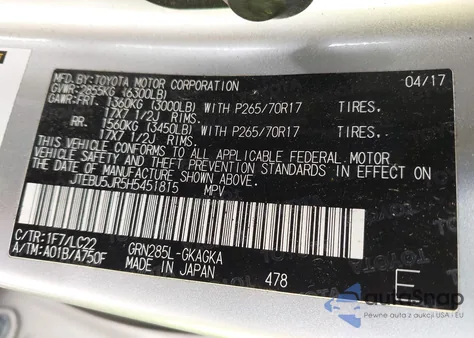 MFD. BY: TOYOTA MOTOR CORPORATION 04/17
GVWR: 2855KG (6300LB)
GAWR: FRT. 1360KG (3000LB) WITH P265/70R17 TIRES.
17X7 1/2J RIMS.
RR. 1560KG (3450LB) WITH P265/70R17 TIRES.
17X7 1/2J RIMS.
THIS VEHICLE CONFORMS TO ALL APPLICABLE FEDERAL MOTOR
VEHICLE SAFETY AND THEFT PREVENTION STANDARDS IN EFFECT
ON THE DATE OF MANUFACTURE SHOWN ABOVE.
JTEBU5JR5H5451815 MPV
C/TR: 1F7/LC22 GRN285L-GKAGKA
A/TM: A01B/A750F MADE IN JAPAN 478 E
autoSnap
Pewne auta z aukcji USA i EU